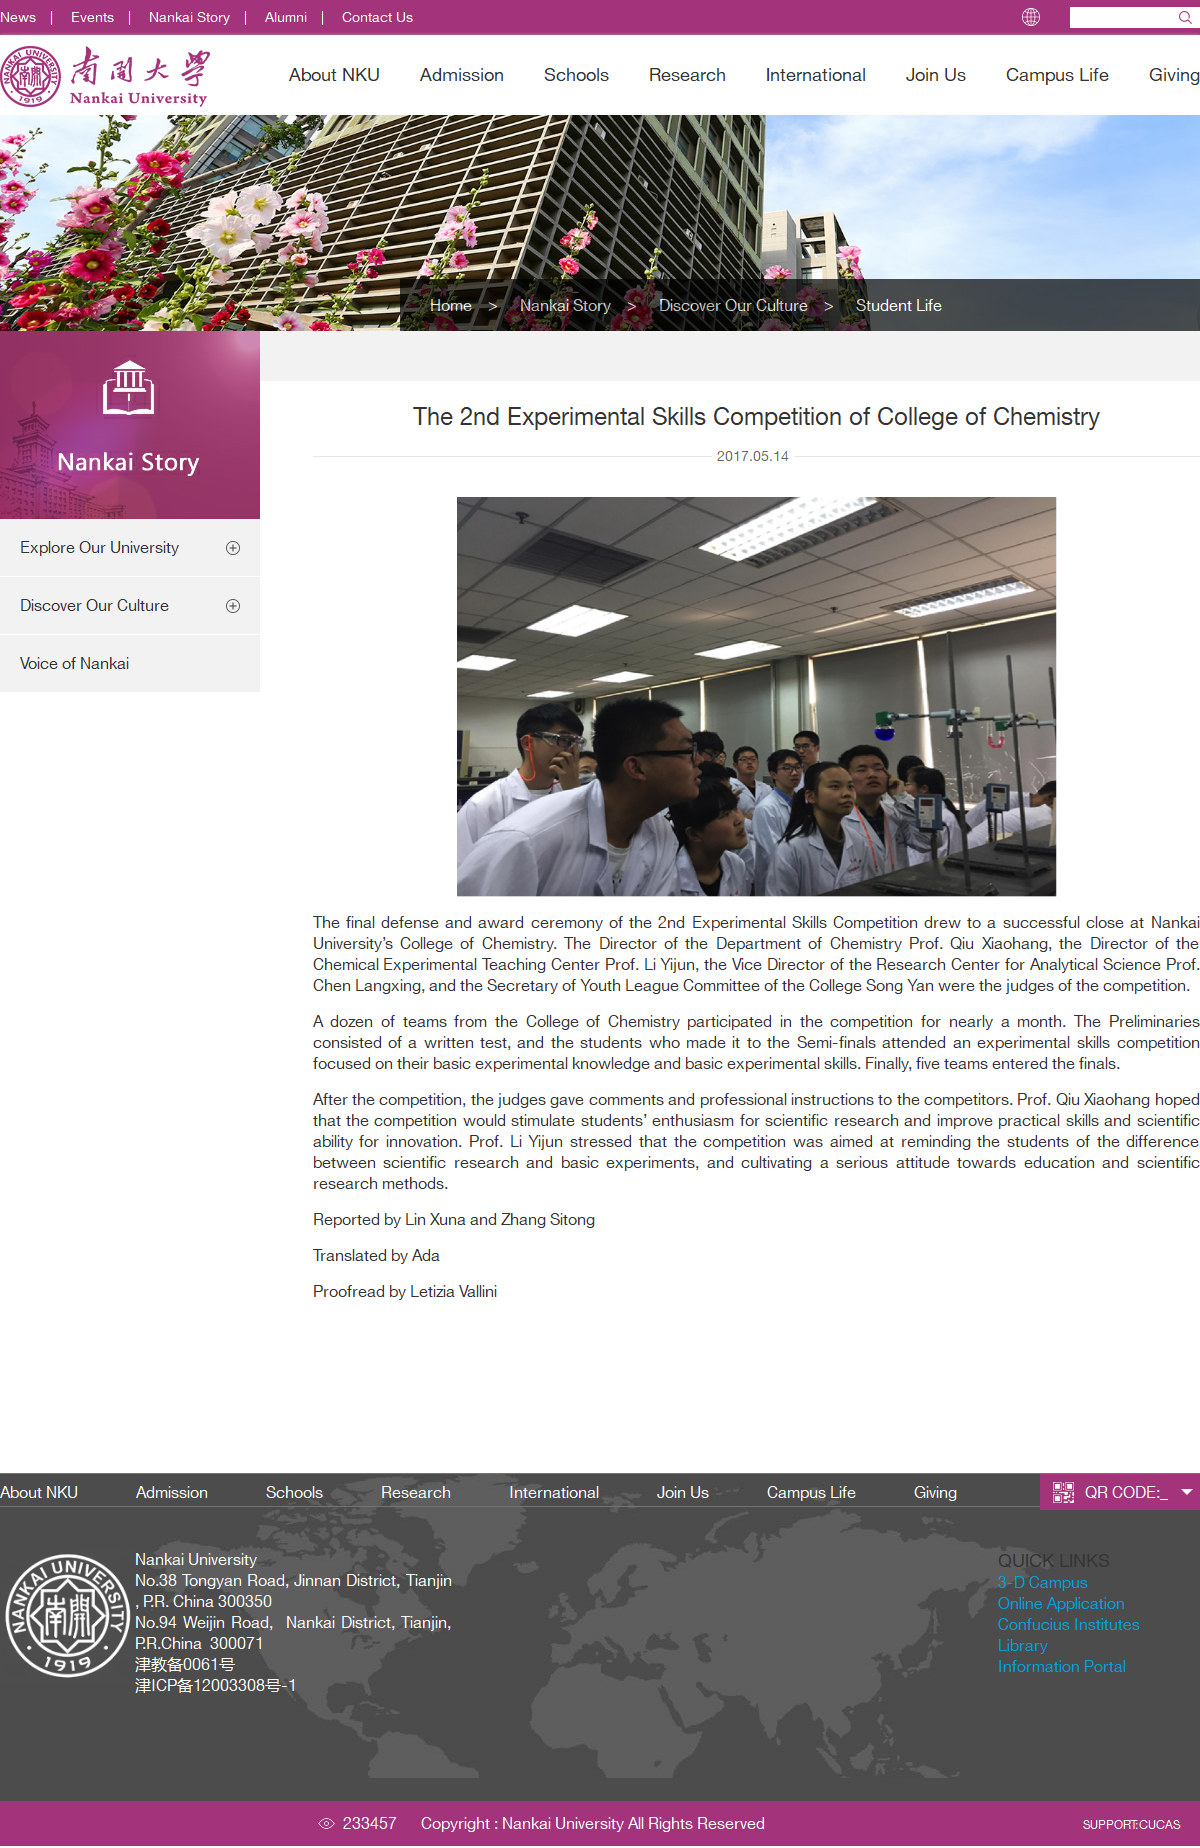 News | Events | Nankai Story | Alumni | Contact Us
NANKAI UNIVERSITY
1919
南開大學
Nankai University
About NKU Admission Schools Research International Join Us Campus Life Giving
Home > Nankai Story > Discover Our Culture > Student Life
Nankai Story
Explore Our University
Discover Our Culture
Voice of Nankai
The 2nd Experimental Skills Competition of College of Chemistry
2017.05.14
The final defense and award ceremony of the 2nd Experimental Skills Competition drew to a successful close at Nankai
University’s College of Chemistry. The Director of the Department of Chemistry Prof. Qiu Xiaohang, the Director of the
Chemical Experimental Teaching Center Prof. Li Yijun, the Vice Director of the Research Center for Analytical Science Prof.
Chen Langxing, and the Secretary of Youth League Committee of the College Song Yan were the judges of the competition.
A dozen of teams from the College of Chemistry participated in the competition for nearly a month. The Preliminaries
consisted of a written test, and the students who made it to the Semi-finals attended an experimental skills competition
focused on their basic experimental knowledge and basic experimental skills. Finally, five teams entered the finals.
After the competition, the judges gave comments and professional instructions to the competitors. Prof. Qiu Xiaohang hoped
that the competition would stimulate students’ enthusiasm for scientific research and improve practical skills and scientific
ability for innovation. Prof. Li Yijun stressed that the competition was aimed at reminding the students of the difference
between scientific research and basic experiments, and cultivating a serious attitude towards education and scientific
research methods.
Reported by Lin Xuna and Zhang Sitong
Translated by Ada
Proofread by Letizia Vallini
About NKU Admission Schools Research International Join Us Campus Life Giving QR CODE:_
NANKAI UNIVERSITY
南開
1919
Nankai University
No.38 Tongyan Road, Jinnan District, Tianjin
, P.R. China 300350
No.94 Weijin Road, Nankai District, Tianjin,
P.R.China 300071
津教备0061号
津ICP备12003308号-1
QUICK LINKS
3-D Campus
Online Application
Confucius Institutes
Library
Information Portal
233457 Copyright : Nankai University All Rights Reserved
SUPPORT:CUCAS